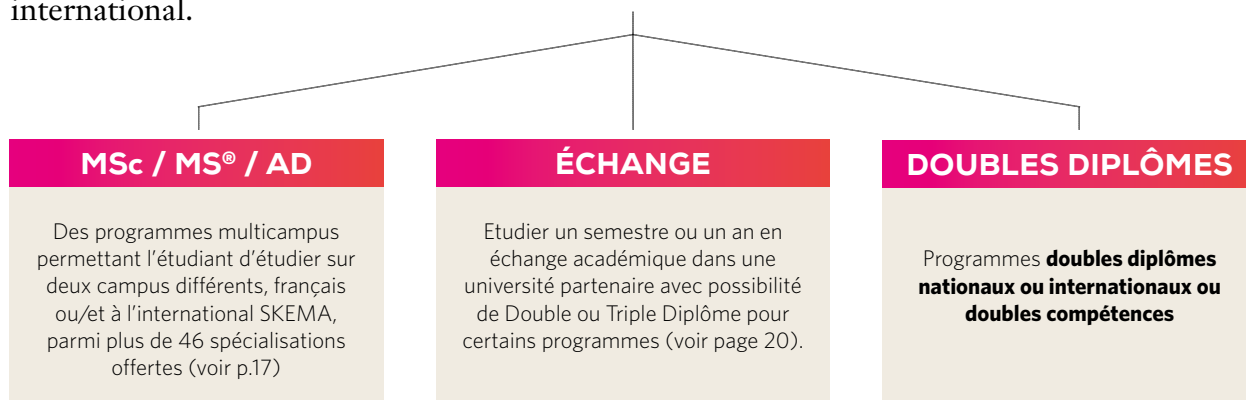 international.
MSc / MS® / AD
Des programmes multicampus
permettant l'étudiant d'étudier sur
deux campus différents, français
ou/et à l'international SKEMA,
parmi plus de 46 spécialisations
offertes (voir p.17)
ÉCHANGE
Etudier un semestre ou un an en
échange académique dans une
université partenaire avec possibilité
de Double ou Triple Diplôme pour
certains programmes (voir page 20).
DOUBLES DIPLÔMES
Programmes doubles diplômes
nationaux ou internationaux ou
doubles compétences